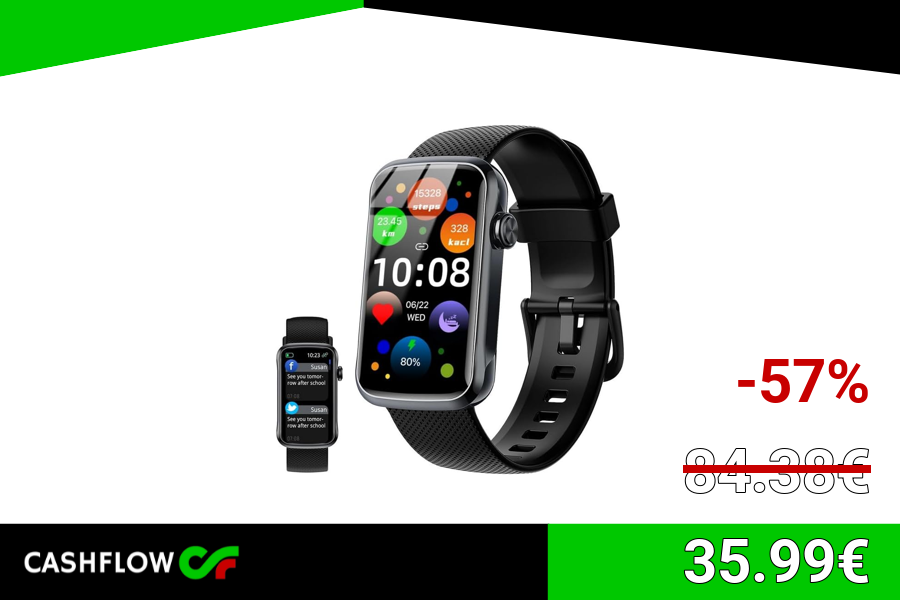 15328
steps
23.45
km
328
kacl
10:08
06/22
WED
80%
10:23
Susan
See you tomor-
row after school
Susan
See you tomor-
row after school
-57%
84.38€
CASHFLOW
35.99€